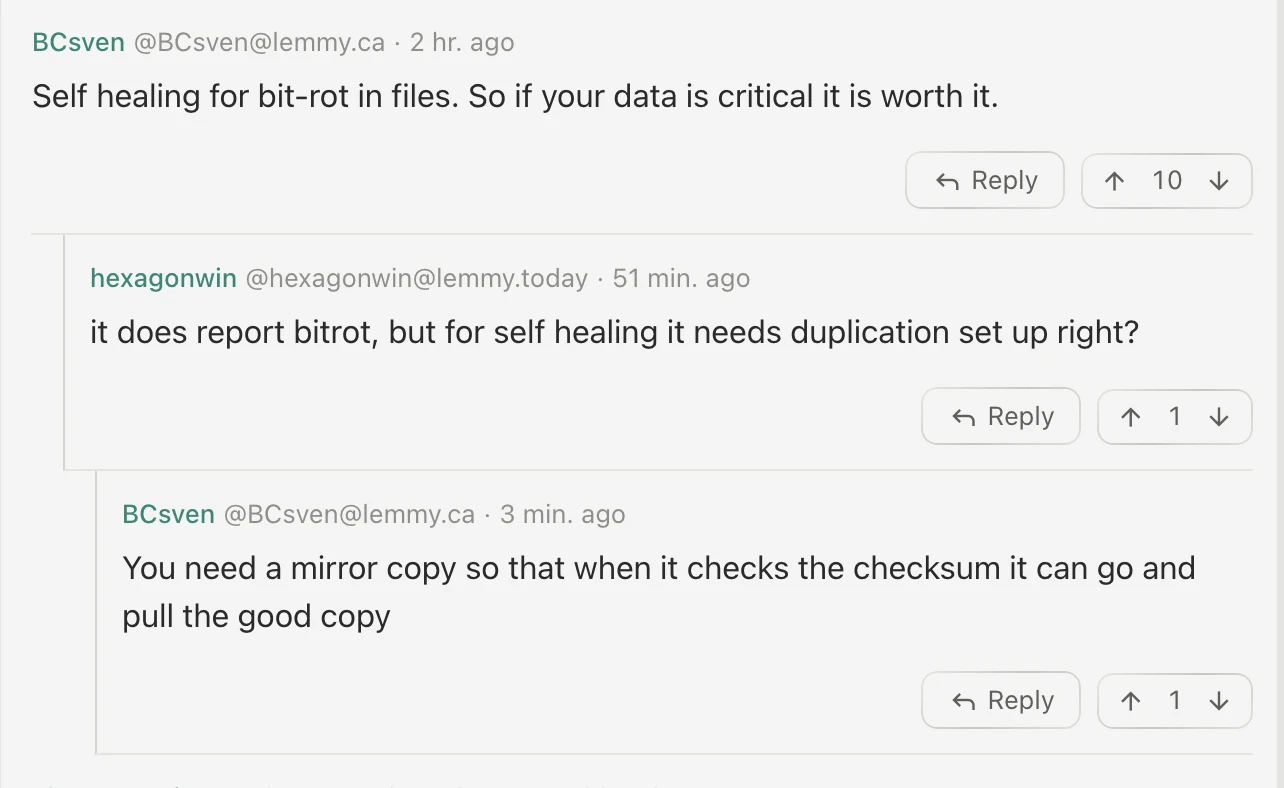 BCsven @BCsven@lemmy.ca · 2 hr. ago
Self healing for bit-rot in files. So if your data is critical it is worth it.
Reply 10
hexagonwin @hexagonwin@lemmy.today · 51 min. ago
it does report bitrot, but for self healing it needs duplication set up right?
Reply 1
BCsven @BCsven@lemmy.ca · 3 min. ago
You need a mirror copy so that when it checks the checksum it can go and
pull the good copy
Reply 1